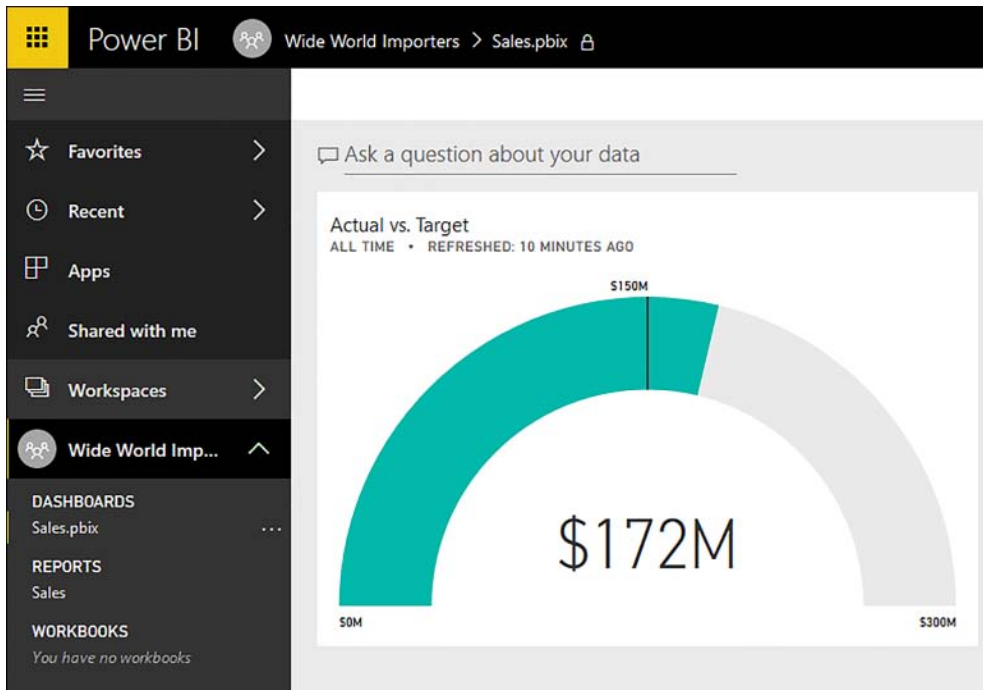 Power BI
Wide World Importers > Sales.pbix
Favorites
Recent
Apps
Shared with me
Workspaces
Wide World Imp...
DASHBOARDS
Sales.pbix ...
REPORTS
Sales
WORKBOOKS
You have no workbooks
Ask a question about your data
Actual vs. Target
ALL TIME • REFRESHED: 10 MINUTES AGO
$150M
$172M
$0M
$300M